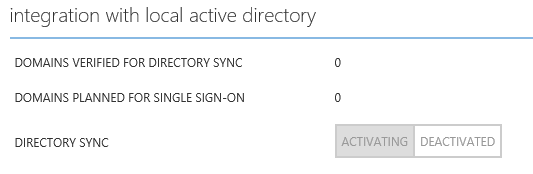 integration with local active directory
DOMAINS VERIFIED FOR DIRECTORY SYNC 0
DOMAINS PLANNED FOR SINGLE SIGN-ON 0
DIRECTORY SYNC ACTIVATING DEACTIVATED